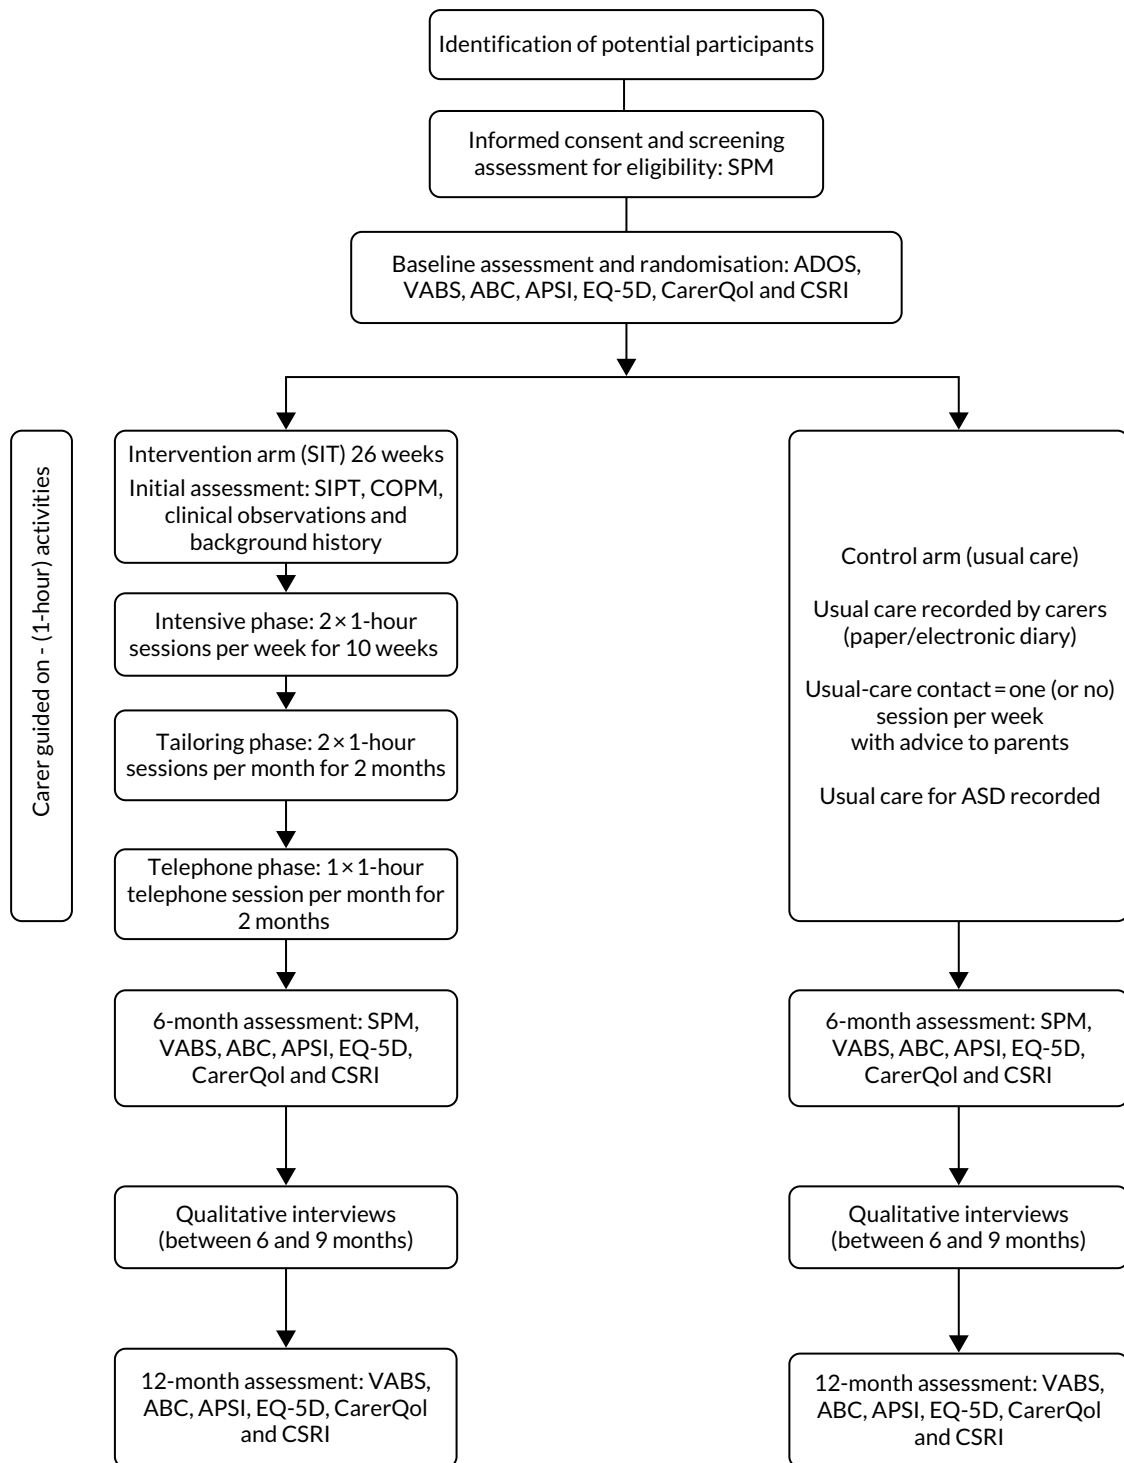 Identification of potential participants
Informed consent and screening
assessment for eligibility: SPM
Baseline assessment and randomisation: ADOS,
VABS, ABC, APSI, EQ-5D, CarerQol and CSRI
Carer guided on - (1-hour) activities
Intervention arm (SIT) 26 weeks
Initial assessment: SIPT, COPM,
clinical observations and
background history
Intensive phase: 2 × 1-hour
sessions per week for 10 weeks
Tailoring phase: 2 × 1-hour
sessions per month for 2 months
Telephone phase: 1 × 1-hour
telephone session per month for
2 months
6-month assessment: SPM,
VABS, ABC, APSI, EQ-5D,
CarerQol and CSRI
Qualitative interviews
(between 6 and 9 months)
12-month assessment: VABS,
ABC, APSI, EQ-5D, CarerQol
and CSRI
Control arm (usual care)
Usual care recorded by carers
(paper/electronic diary)
Usual-care contact = one (or no)
session per week
with advice to parents
Usual care for ASD recorded
6-month assessment: SPM,
VABS, ABC, APSI, EQ-5D,
CarerQol and CSRI
Qualitative interviews
(between 6 and 9 months)
12-month assessment: VABS,
ABC, APSI, EQ-5D, CarerQol
and CSRI